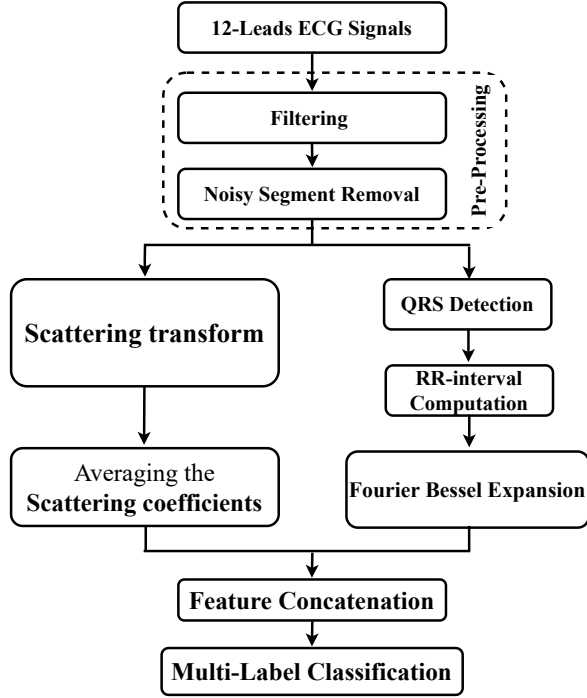 12-Leads ECG Signals
Filtering
Noisy Segment Removal
Pre-Processing
Scattering transform
Averaging the
Scattering coefficients
QRS Detection
RR-interval
Computation
Fourier Bessel Expansion
Feature Concatenation
Multi-Label Classification